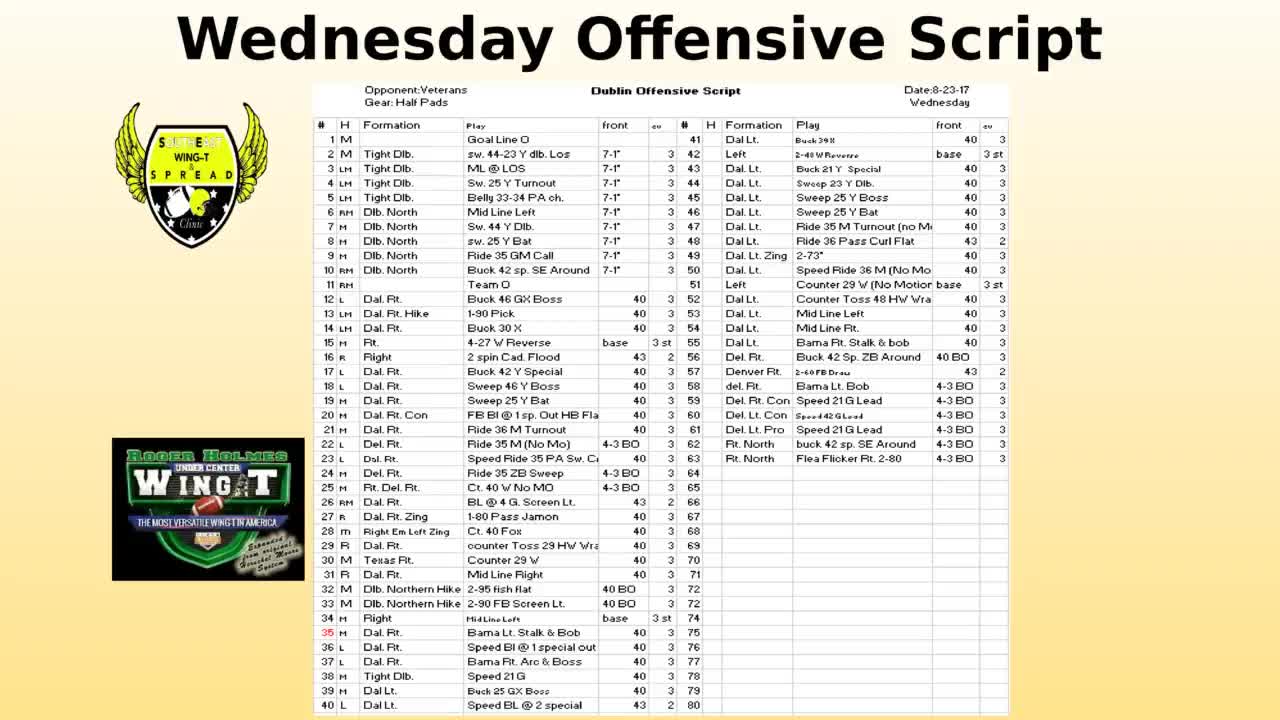 Wednesday Offensive Script
Opponent:Veterans Dublin Offensive Script Date:8-23-17
Gear: Half Pads Wednesday
# H Formation Play front cv # H Formation Play front cv
1 M Goal Line O 41 Dal Lt. Buck 39 X 40 3
2 M Tight Dlb. sw. 44-23 Y dlb. Los 7-1" 3 42 Left 2-48 W Reverse base 3 st
3 LM Tight Dlb. ML @ LOS 7-1" 3 43 Dal. Lt. Buck 21 Y Special 40 3
4 LM Tight Dlb. Sw. 25 Y Turnout 7-1" 3 44 Dal. Lt. Sweep 23 Y Dlb. 40 3
5 LM Tight Dlb. Belly 33-34 PA ch. 7-1" 3 45 Dal. Lt. Sweep 25 Y Boss 40 3
6 RM Dlb. North Mid Line Left 7-1" 3 46 Dal. Lt. Sweep 25 Y Bat 40 3
7 M Dlb. North Sw. 44 Y Dlb. 7-1" 3 47 Dal. Lt. Ride 35 M Turnout (no M 40 3
8 M Dlb. North sw. 25 Y Bat 7-1" 3 48 Dal. Lt. Ride 36 Pass Curl Flat 43 2
9 M Dlb. North Ride 35 GM Call 7-1" 3 49 Dal. Lt. Zing 2-73" 40 3
10 RM Dlb. North Buck 42 sp. SE Around 7-1" 3 50 Dal. Lt. Speed Ride 36 M (No Mo 40 3
11 RM Team O 51 Left Counter 29 W (No Motion base 3 st
12 L Dal. Rt. Buck 46 GX Boss 40 3 52 Dal Lt. Counter Toss 48 HW Wra 40 3
13 LM Dal. Rt. Hike 1-90 Pick 40 3 53 Dal. Lt. Mid Line Left 40 3
14 LM Dal. Rt. Buck 30 X 40 3 54 Dal Lt. Mid Line Rt. 40 3
15 M Rt. 4-27 W Reverse base 3 st 55 Dal Lt. Bama Rt. Stalk & bob 40 3
16 R Right 2 spin Cad. Flood 43 2 56 Del. Rt. Buck 42 Sp. ZB Around 40 BO 3
17 L Dal. Rt. Buck 42 Y Special 40 3 57 Denver Rt. 2-60 FB Draw 43 2
18 L Dal. Rt. Sweep 46 Y Boss 40 3 58 del. Rt. Bama Lt. Bob 4-3 BO 3
19 M Dal. Rt. Sweep 25 Y Bat 40 3 59 Del. Rt. Con Speed 21 G Lead 4-3 BO 3
20 M Dal. Rt. Con FB Bl @ 1 sp. Out HB Fla 40 3 60 Del. Lt. Con Speed 42 G Lead 4-3 BO 3
21 M Dal. Rt. Ride 36 M Turnout 40 3 61 Del. Lt. Pro Speed 21 G Lead 4-3 BO 3
22 L Del. Rt. Ride 35 M (No Mo) 4-3 BO 3 62 Rt. North buck 42 sp. SE Around 4-3 BO 3
23 L Dal. Rt. Speed Ride 35 PA Sw. C 40 3 63 Rt. North Flea Flicker Rt. 2-80 4-3 BO 3
24 M Del. Rt. Ride 35 ZB Sweep 4-3 BO 3 64
25 M Rt. Del. Rt. Ct. 40 W No MO 4-3 BO 3 65
26 RM Dal. Rt. BL @ 4 G. Screen Lt. 43 2 66
27 R Dal. Rt. Zing 1-80 Pass Jamon 40 3 67
28 m Right Em Left Zing Ct. 40 Fox 40 3 68
29 R Dal. Rt. counter Toss 29 HW Wra 40 3 69
30 M Texas Rt. Counter 29 W 40 3 70
31 R Dal. Rt. Mid Line Right 40 3 71
32 M Dlb. Northern Hike 2-95 fish flat 40 BO 3 72
33 M Dlb. Northern Hike 2-90 FB Screen Lt. 40 BO 3 72
34 M Right Mid Line Left base 3 st 74
35 M Dal. Rt. Bama Lt. Stalk & Bob 40 3 75
36 L Dal. Rt. Speed Bl @ 1 special out 40 3 76
37 L Dal. Rt. Bama Rt. Arc & Boss 40 3 77
38 M Tight Dlb. Speed 21 G 40 3 78
39 M Dal Lt. Buck 25 GX Boss 40 3 79
40 L Dal Lt. Speed BL @ 2 special 43 2 80
SOUTHEAST
WING-T
&
SPREAD
Clinic
ROGER HOLMES
UNDER CENTER
WING-T
THE MOST VERSATILE WING-T IN AMERICA
Expanded
from original
Herschel Moore
System